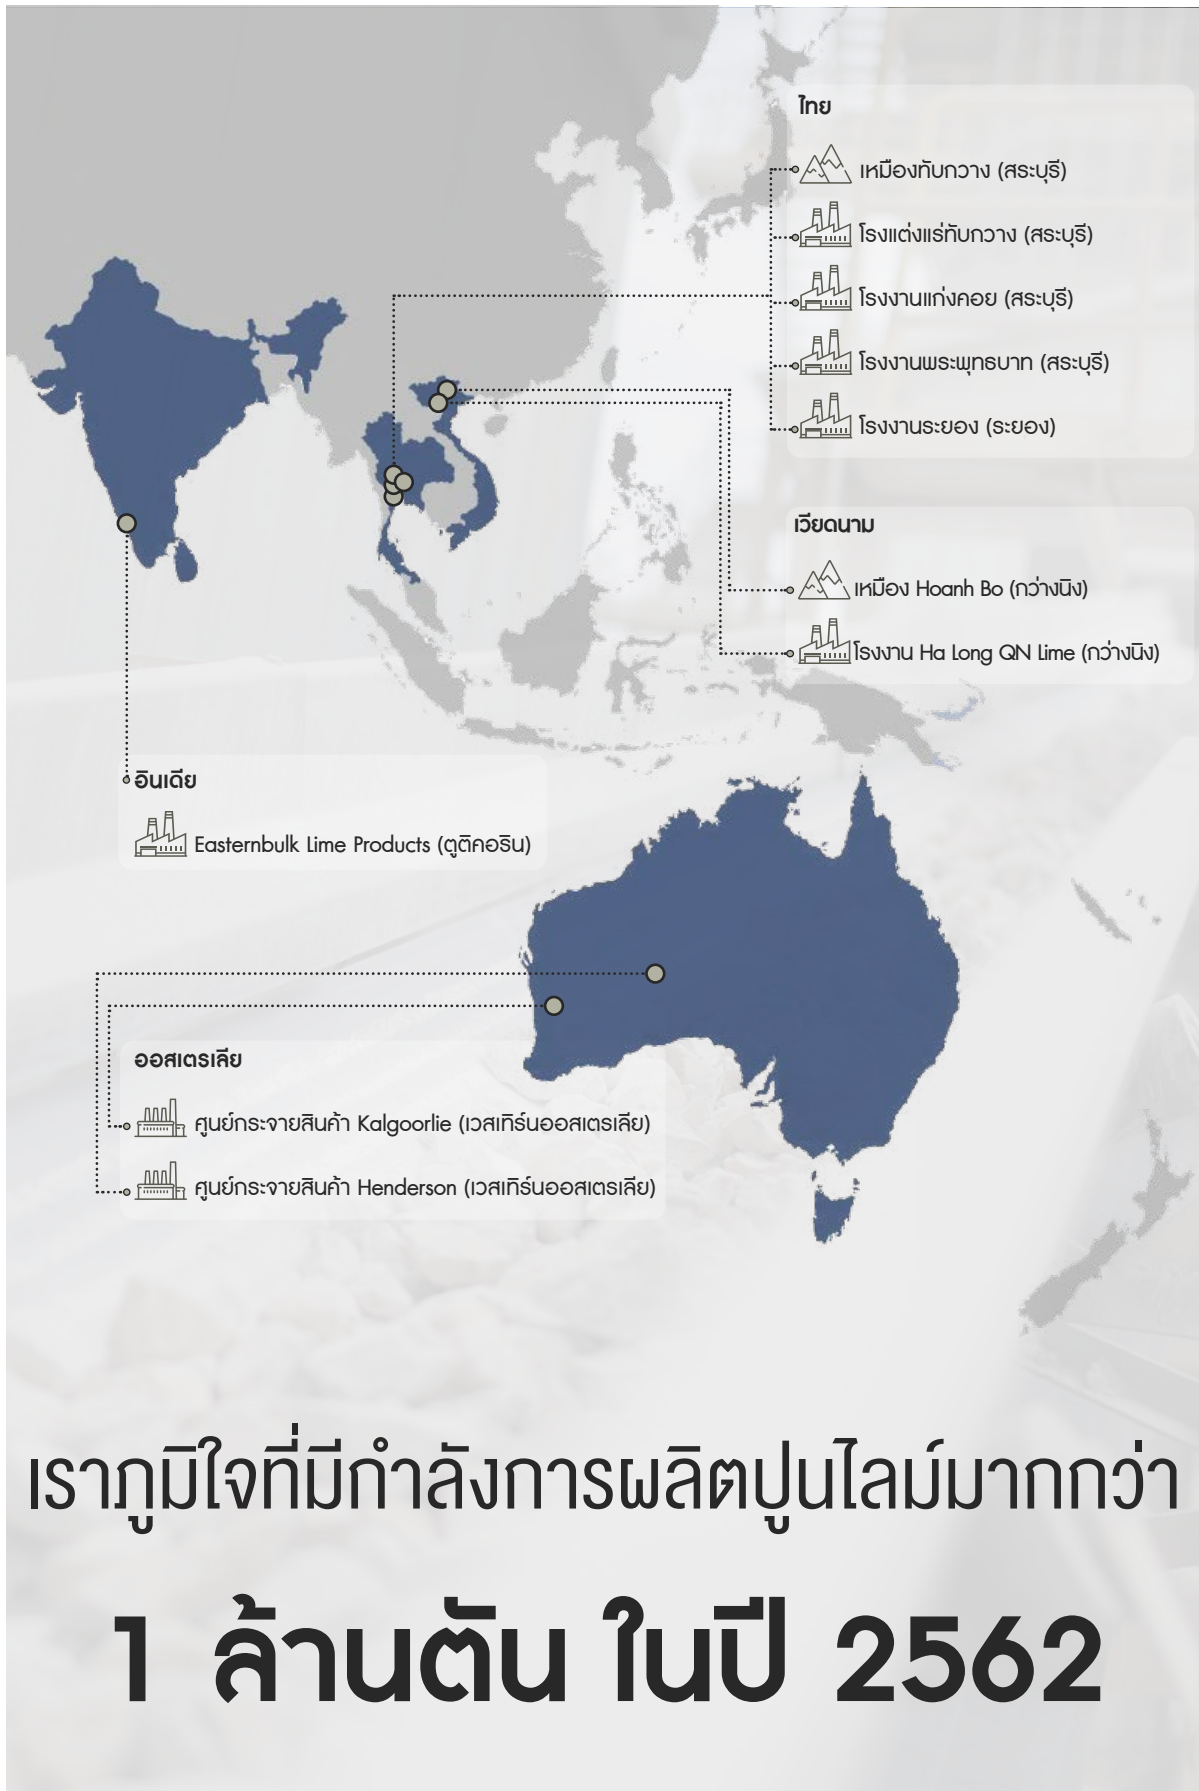 ไทย
เหมืองทับกวาง (สระบุรี)
โรงแต่งแร่ทับกวาง (สระบุรี)
โรงงานแก่งคอย (สระบุรี)
โรงงานพระพุทธบาท (สระบุรี)
โรงงานระยอง (ระยอง)
เวียดนาม
เหมือง Hoanh Bo (กว่างนิง)
โรงงาน Ha Long QN Lime (กว่างนิง)
อินเดีย
Easternbulk Lime Products (ตูติคอริน)
ออสเตรเลีย
ศูนย์กระจายสินค้า Kalgoorlie (เวสเทิร์นออสเตรเลีย)
ศูนย์กระจายสินค้า Henderson (เวสเทิร์นออสเตรเลีย)
เราภูมิใจที่มีกำลังการผลิตปูนไลม์มากกว่า
1 ล้านตัน ในปี 2562